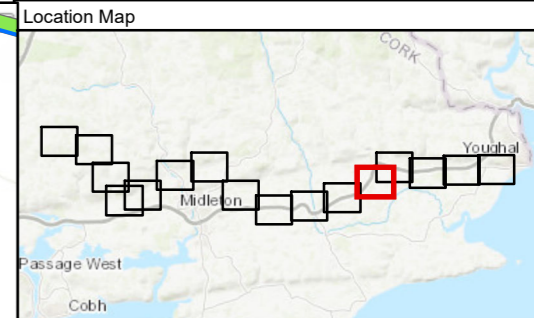 Location Map
CORK
Youghal
Midleton
Passage West
Cobh